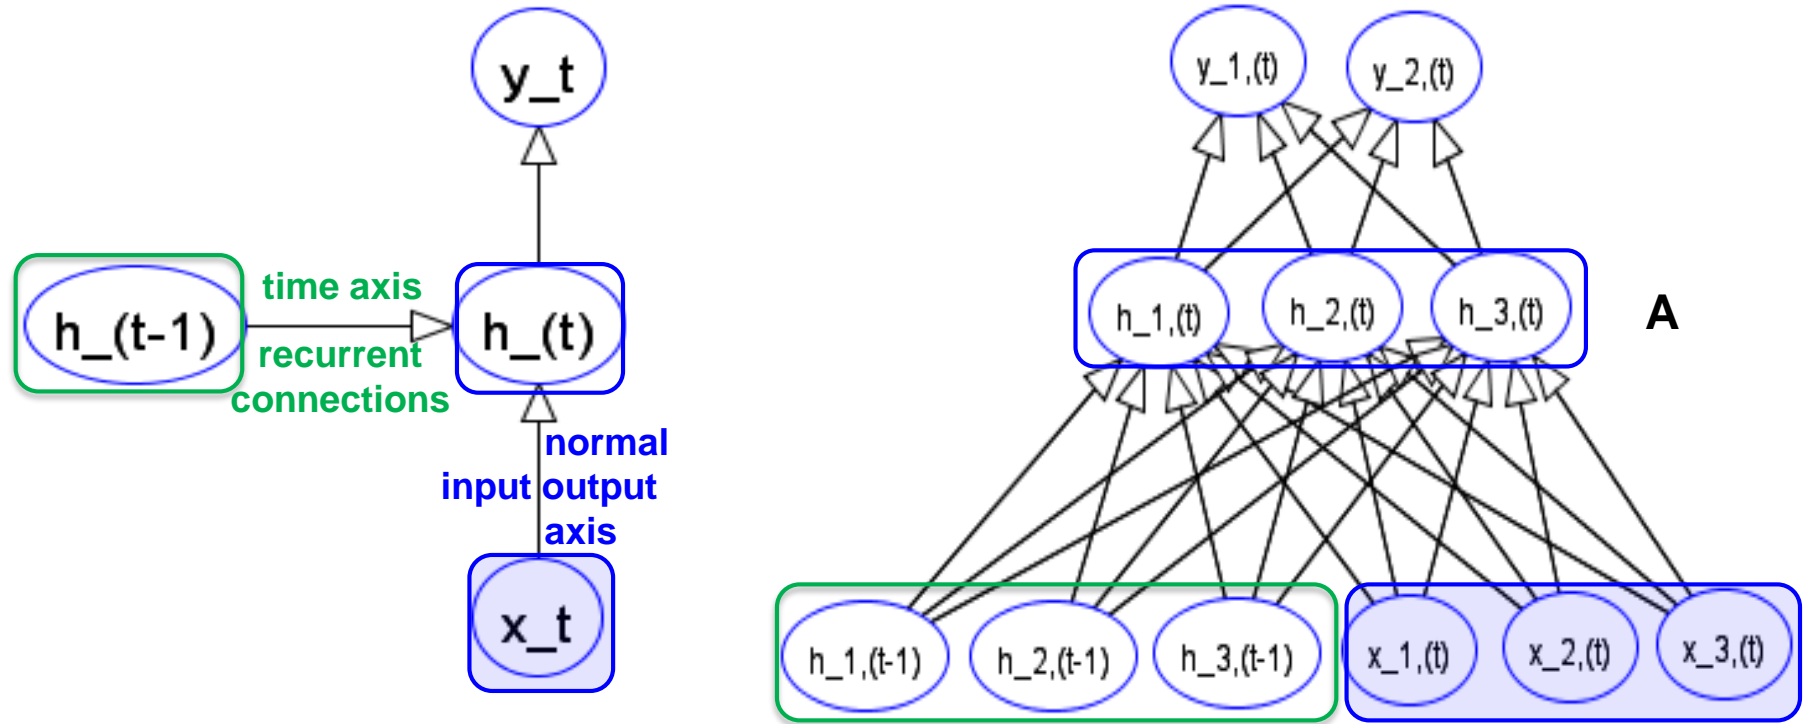 y_t
time axis
h_(t-1)
h_(t)
recurrent
connections
normal
input output
axis
x_t
y_1,(t)
y_2,(t)
h_1,(t)
h_2,(t)
h_3,(t)
A
h_1,(t-1)
h_2,(t-1)
h_3,(t-1)
x_1,(t)
x_2,(t)
x_3,(t)